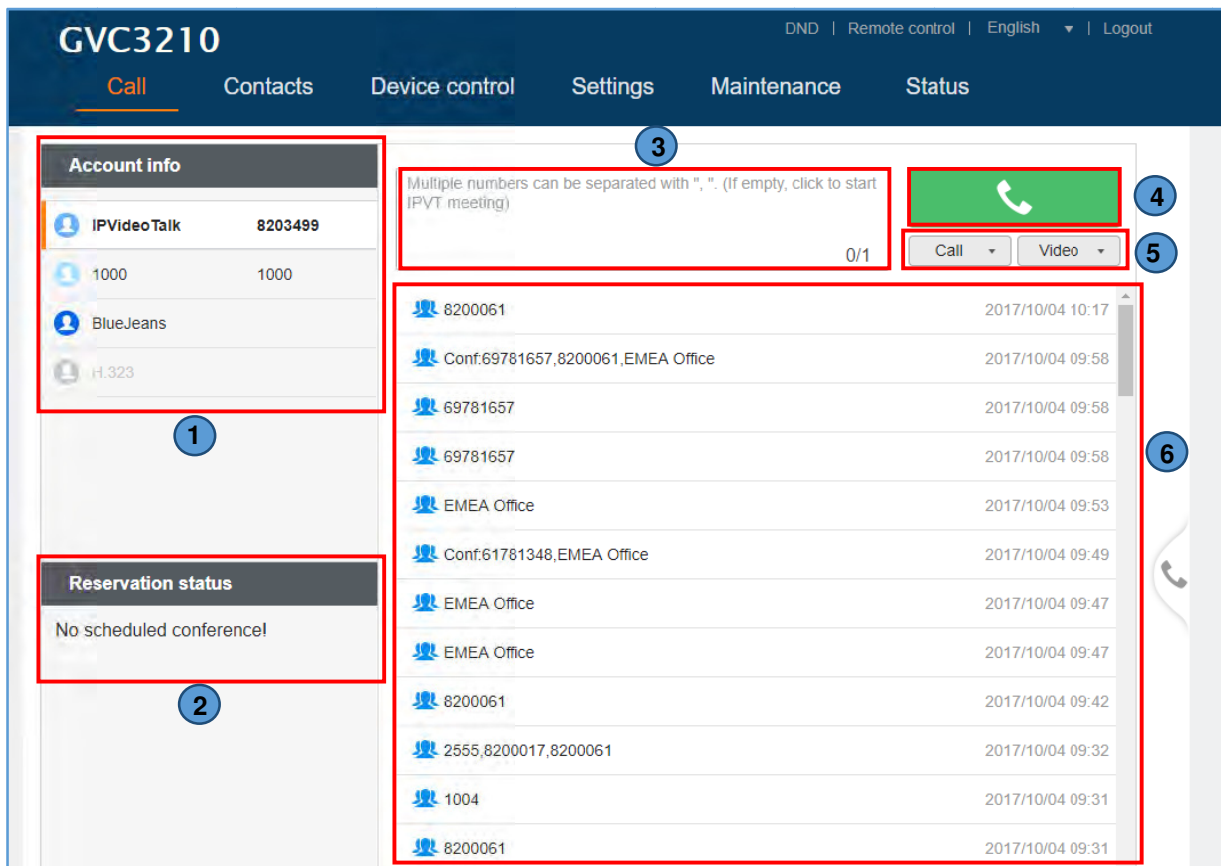 GVC3210
DND | Remote control | English ▾ | Logout
Call Contacts Device control Settings Maintenance Status
Account info
IPVideoTalk 8203499
1000 1000
BlueJeans
H.323
1
Reservation status
No scheduled conference!
2
3
Multiple numbers can be separated with ", ". (If empty, click to start
IPVT meeting)
0/1
4
Call ▾ Video ▾
5
8200061 2017/10/04 10:17
Conf:69781657,8200061,EMEA Office 2017/10/04 09:58
69781657 2017/10/04 09:58
69781657 2017/10/04 09:58
EMEA Office 2017/10/04 09:53
Conf:61781348,EMEA Office 2017/10/04 09:49
EMEA Office 2017/10/04 09:47
EMEA Office 2017/10/04 09:47
8200061 2017/10/04 09:42
2555,8200017,8200061 2017/10/04 09:32
1004 2017/10/04 09:31
8200061 2017/10/04 09:31
6